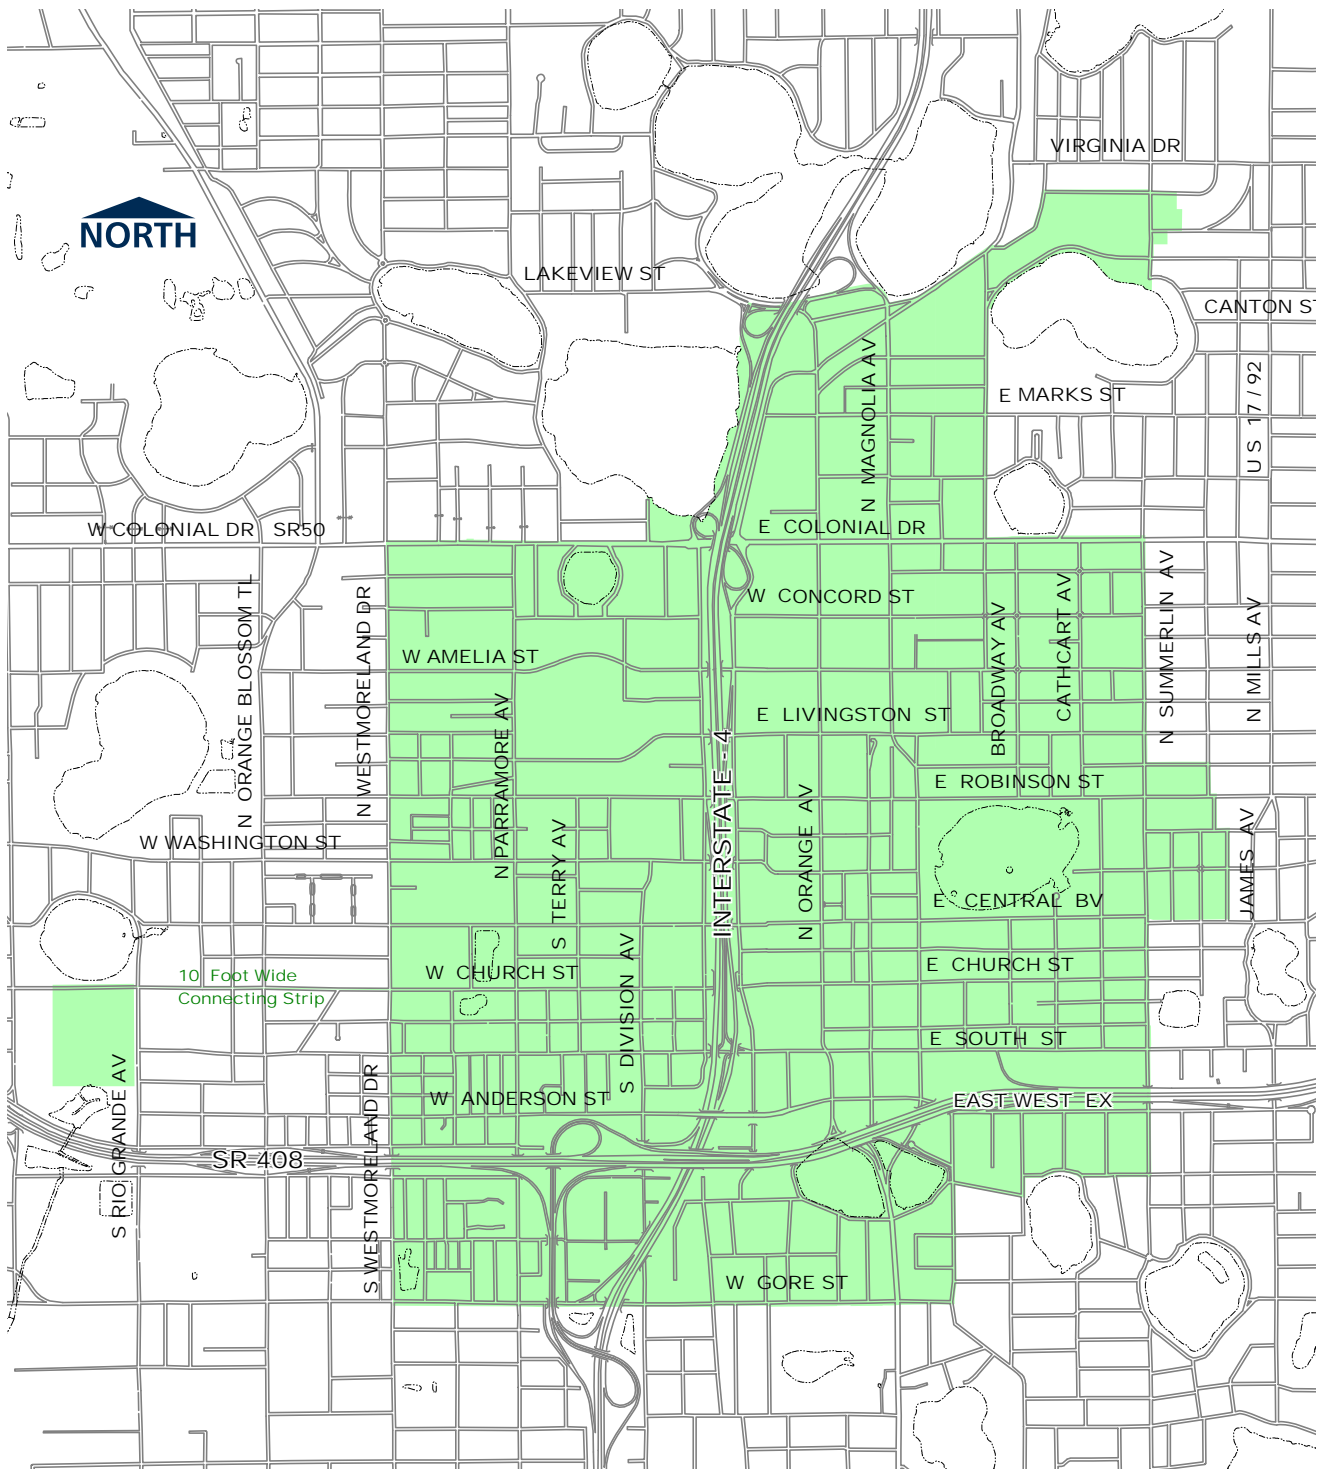 VIRGINIA DR
NORTH
LAKEVIEW ST
CANTON ST
N MAGNOLIA AV
E MARKS ST
US 17/92
W COLONIAL DR SR50
E COLONIAL DR
N ORANGE BLOSSOM TL
N WESTMORELAND DR
W CONCORD ST
BROADWAY AV
CATHCART AV
N SUMMERLIN AV
N MILLS AV
W AMELIA ST
N PARRAMORE AV
E LIVINGSTON ST
INTERSTATE - 4
E ROBINSON ST
N ORANGE AV
W WASHINGTON ST
S TERRY AV
JAMES AV
E CENTRAL BV
S DIVISION AV
W CHURCH ST
E CHURCH ST
10 Foot Wide
Connecting Strip
E SOUTH ST
S RIO GRANDE AV
S WESTMORELAND DR
W ANDERSON ST
EAST WEST EX
SR 408
W GORE ST